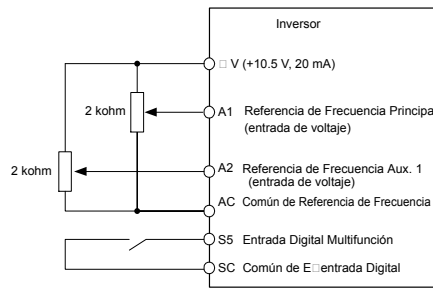 Inversor
V (+10.5 V, 20 mA)
2 kohm
A1 Referencia de Frecuencia Principa
(entrada de voltaje)
2 kohm
A2 Referencia de Frecuencia Aux. 1
(entrada de voltaje)
AC Común de Referencia de Frecuencia
S5 Entrada Digital Multifunción
SC Común de E□entrada Digital